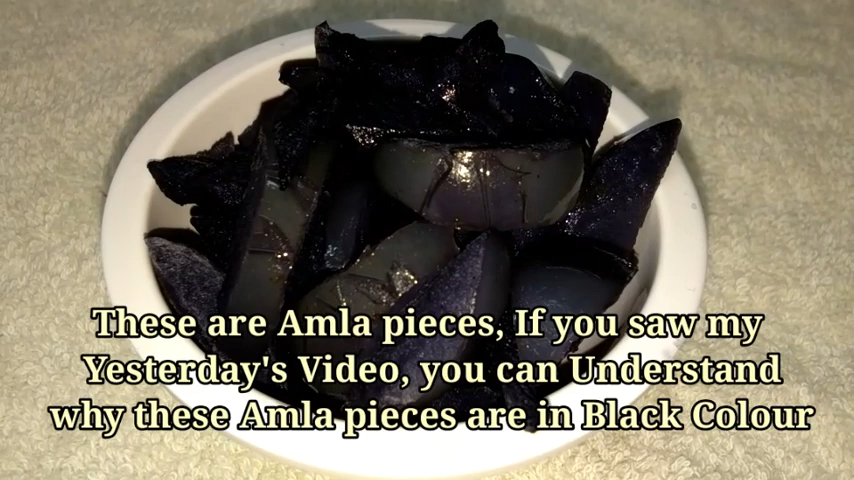 These are Amla pieces, If you saw my
Yesterday's Video, you can Understand
why these Amla pieces are in Black Colour